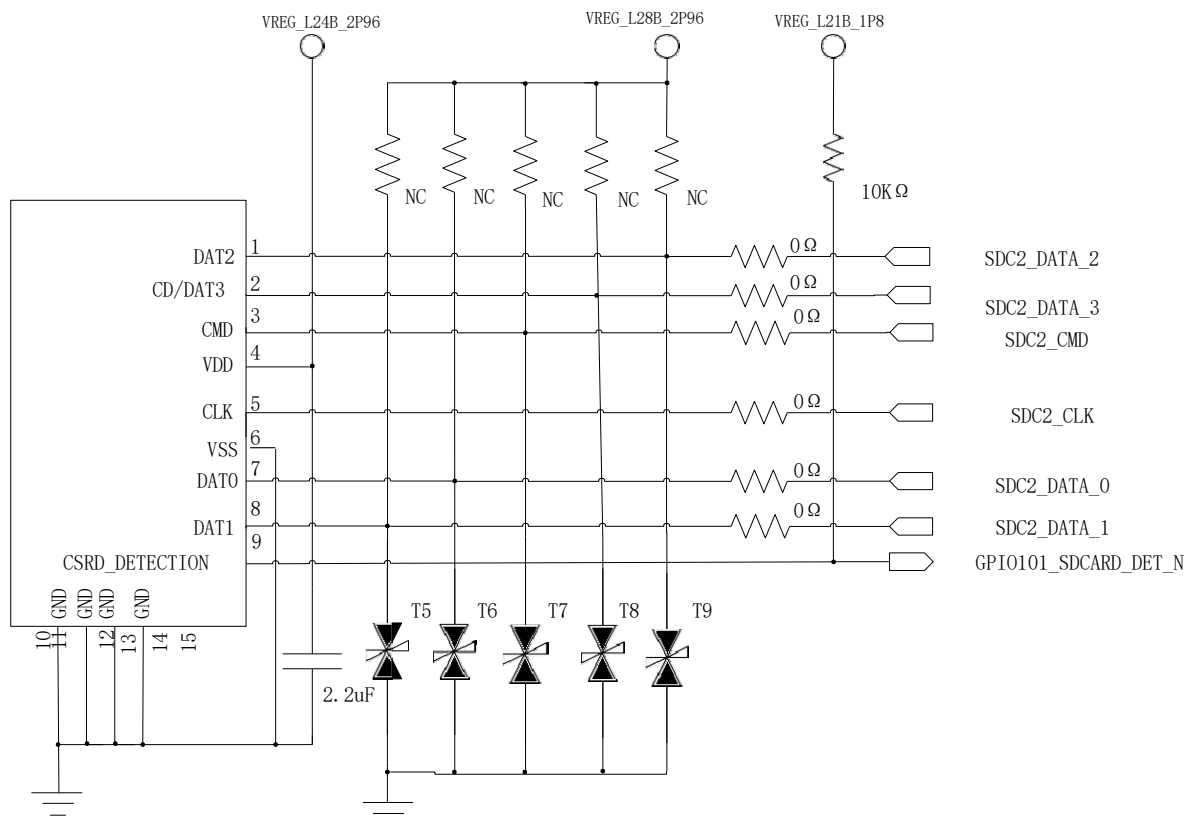 VREG_L24B_2P96
VREG_L28B_2P96
VREG_L21B_1P8
NC
NC
NC
NC
NC
10KΩ
DAT2
1
0Ω
SDC2_DATA_2
CD/DAT3
2
0Ω
SDC2_DATA_3
CMD
3
0Ω
SDC2_CMD
VDD
4
CLK
5
0Ω
SDC2_CLK
VSS
6
DAT0
7
0Ω
SDC2_DATA_0
DAT1
8
0Ω
SDC2_DATA_1
CSRD_DETECTION
9
GPIO101_SDCARD_DET_N
GND
GND
GND
GND
10
11
12
13
14
15
T5
T6
T7
T8
T9
2.2uF